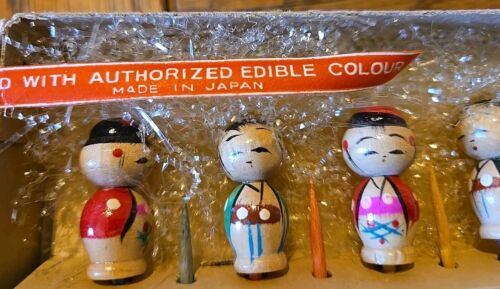 WITH AUTHORIZED EDIBLE COLOUR
MADE IN JAPAN